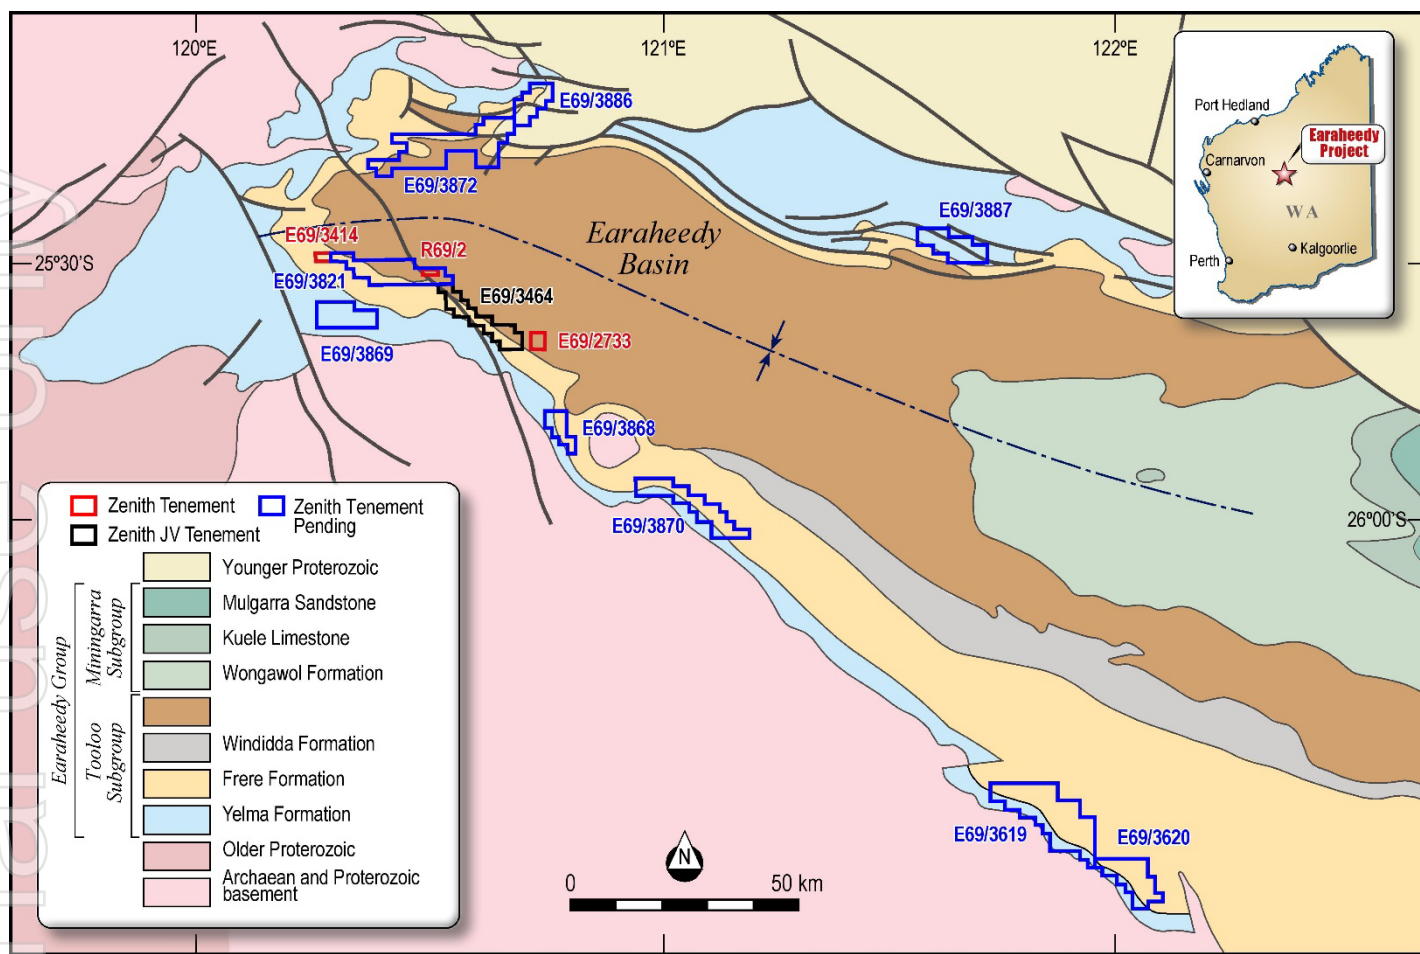 120ºE
121ºE
122ºE
E69/3886
E69/3872
E69/3887
E69/3414
R69/2
25º30'S
E69/3821
E69/3464
E69/2733
E69/3869
E69/3868
E69/3870
26º00'S
E69/3619
E69/3620
Earaheedy
Basin
Port Hedland
Earaheedy
Project
Carnarvon
WA
Kalgoorlie
Perth
Zenith Tenement
Zenith Tenement
Pending
Zenith JV Tenement
Younger Proterozoic
Mulgarra Sandstone
Kuele Limestone
Wongawol Formation
Windidda Formation
Frere Formation
Yelma Formation
Older Proterozoic
Archaean and Proterozoic
basement
Earaheedy Group
Miningarra
Subgroup
Tooloo
Subgroup
N
0
50 km